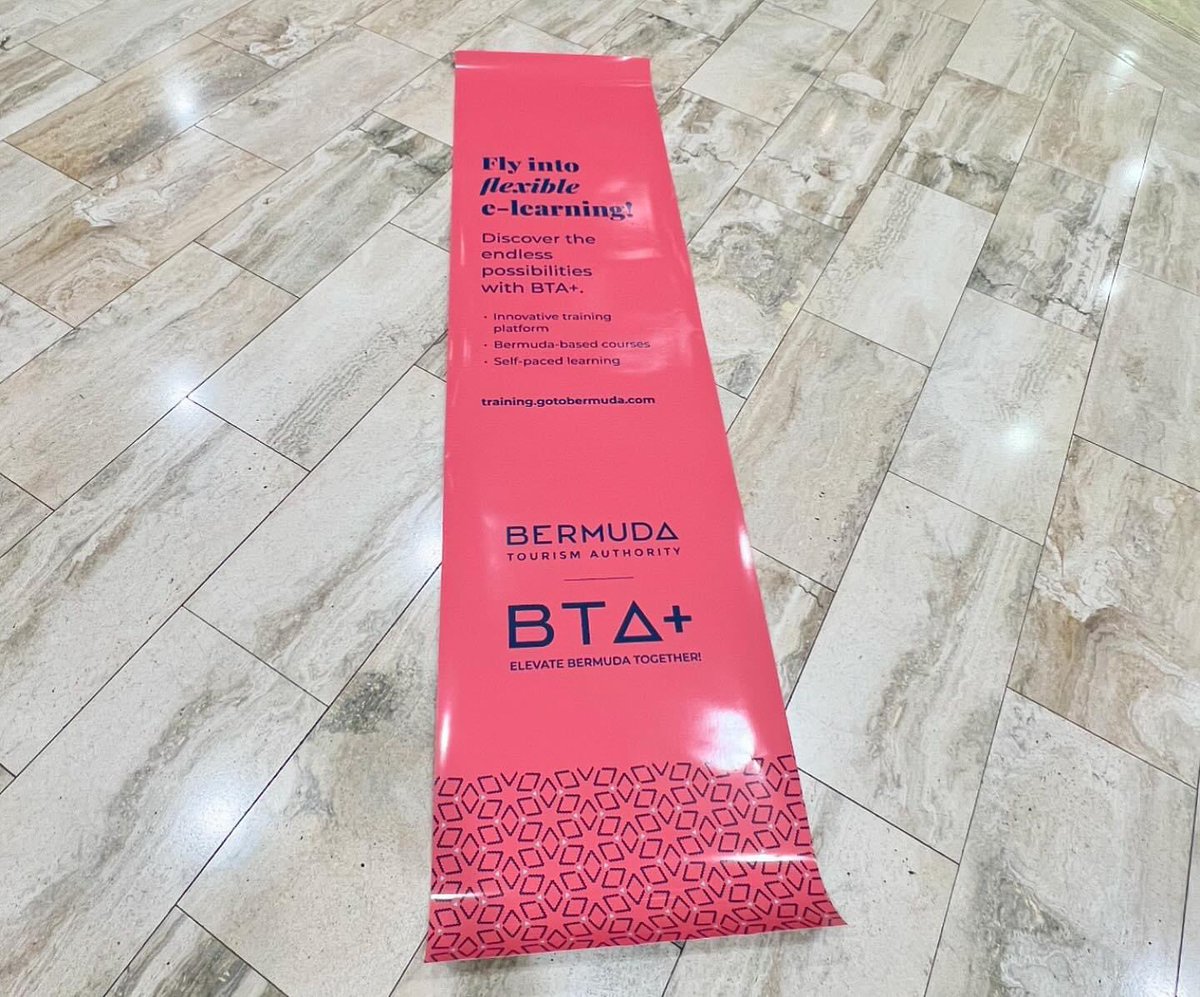 Fly into
flexible
e-learning!
Discover the
endless
possibilities
with BTA+.
• Innovative training
platform
• Bermuda-based courses
• Self-paced learning
training.gotobermuda.com
BERMUDA
TOURISM AUTHORITY
BTA+
ELEVATE BERMUDA TOGETHER!